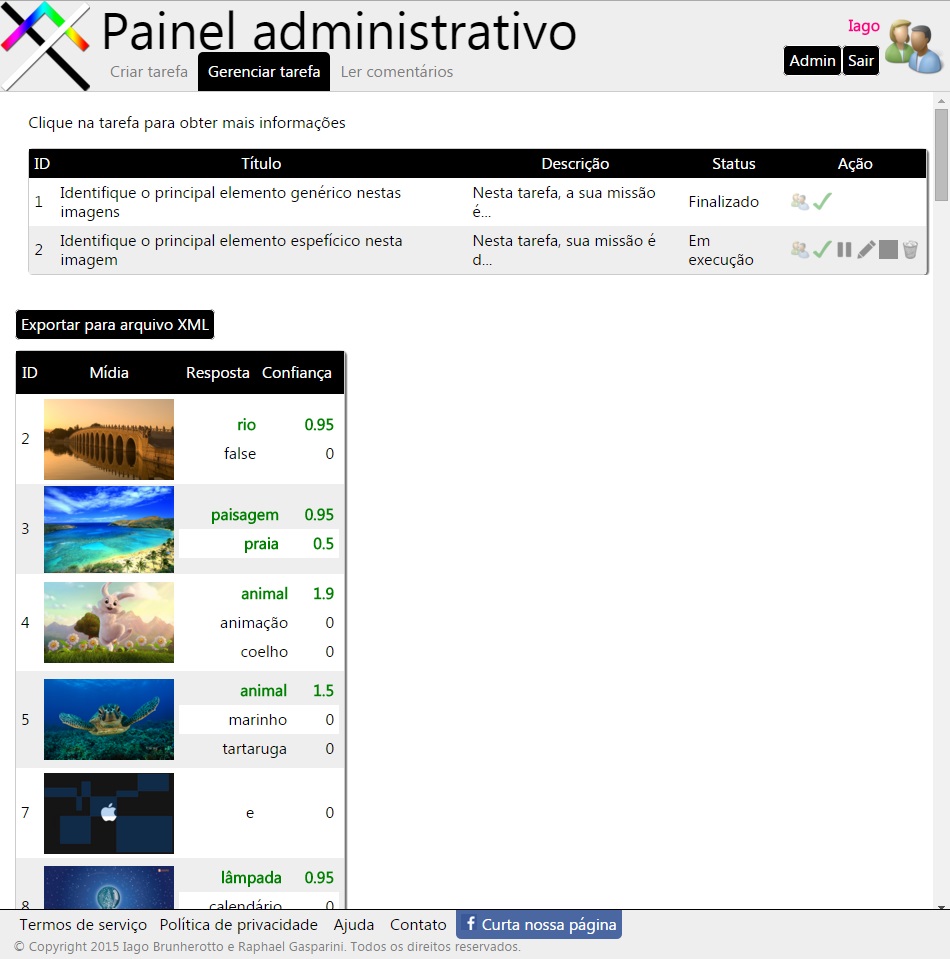 Painel administrativo
Iago
Criar tarefa Gerenciar tarefa Ler comentários
Admin Sair
Clique na tarefa para obter mais informações
ID Título Descrição Status Ação
1 Identifique o principal elemento genérico nestas imagens Nesta tarefa, a sua missão é... Finalizado
2 Identifique o principal elemento espefícico nesta imagem Nesta tarefa, sua missão é d... Em execução
Exportar para arquivo XML
ID Mídia Resposta Confiança
2 rio 0.95
false 0
3 paisagem 0.95
praia 0.5
4 animal 1.9
animação 0
coelho 0
5 animal 1.5
marinho 0
tartaruga 0
7 e 0
8 lâmpada 0.95
calendário 0
Termos de serviço Política de privacidade Ajuda Contato f Curta nossa página
© Copyright 2015 Iago Brunherotto e Raphael Gasparini. Todos os direitos reservados.